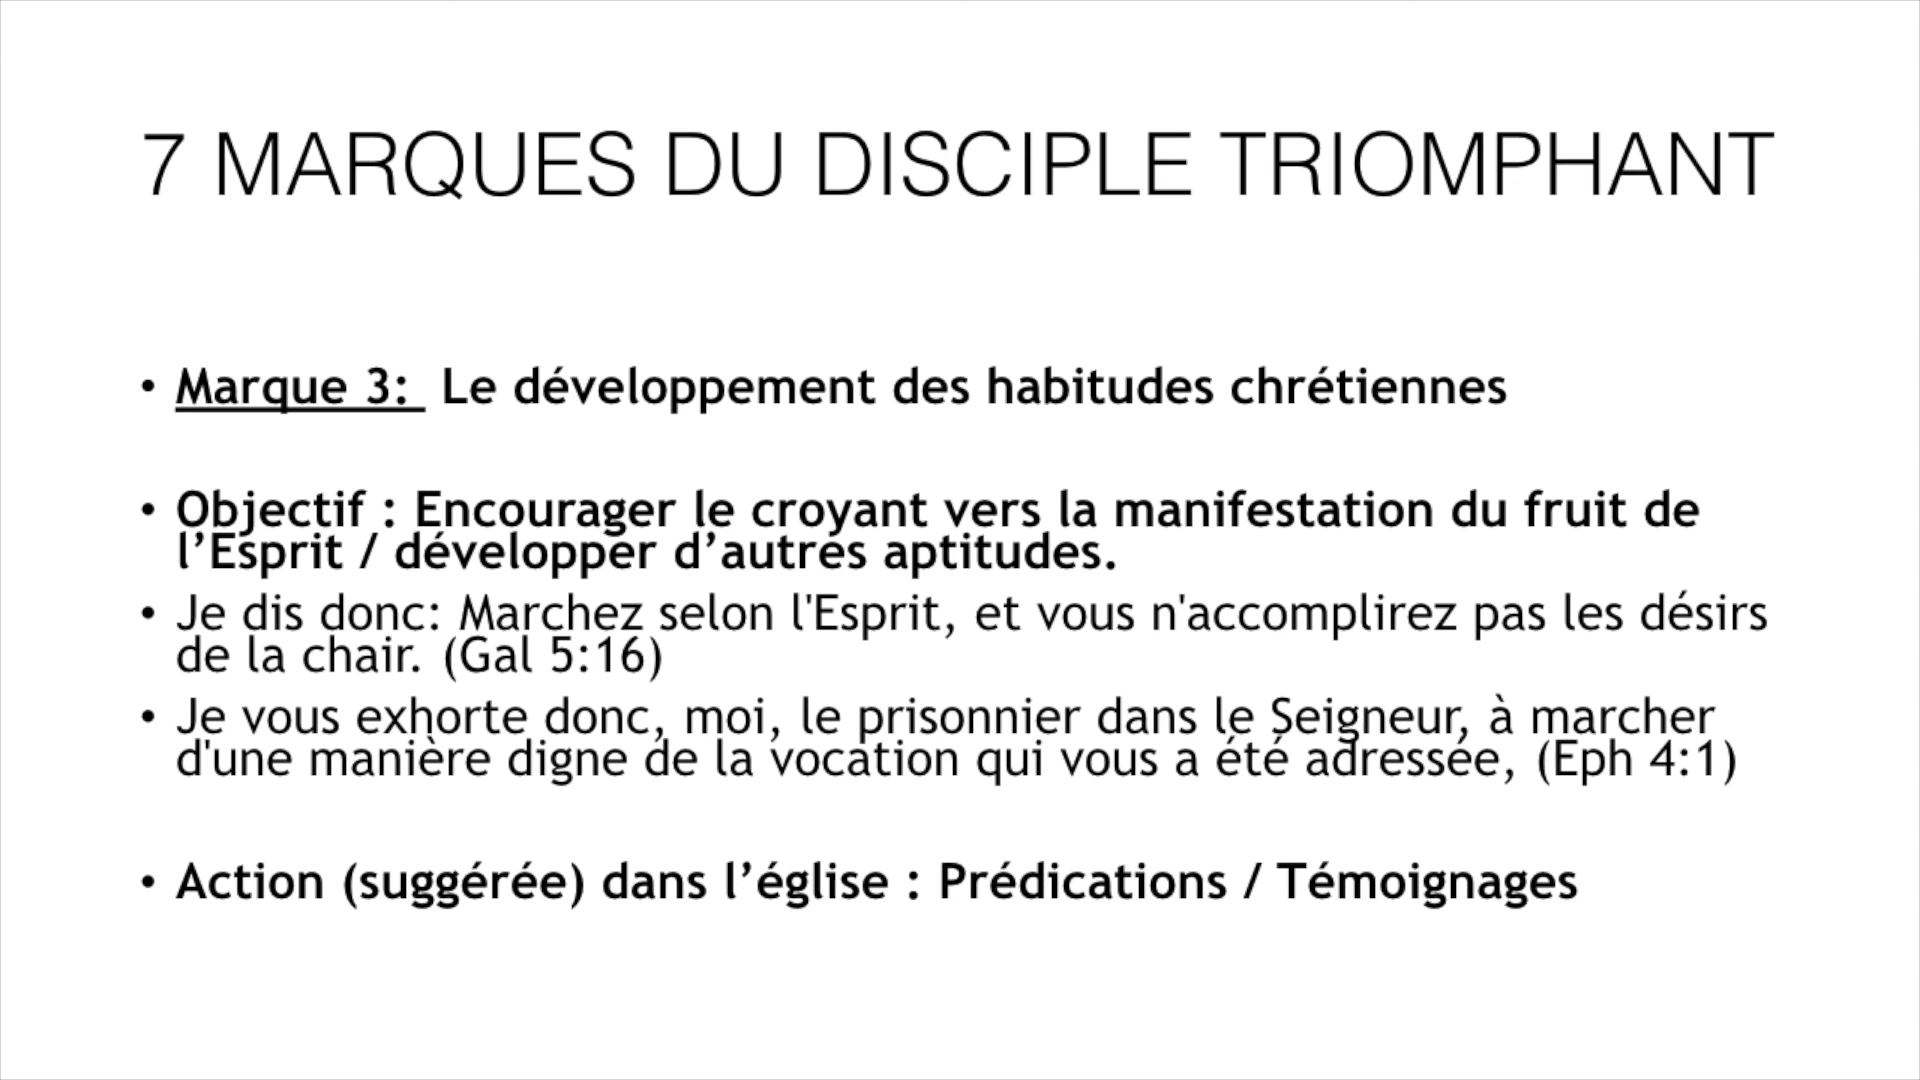 7 MARQUES DU DISCIPLE TRIOMPHANT
• Marque 3: Le développement des habitudes chrétiennes
• Objectif : Encourager le croyant vers la manifestation du fruit de
l’Esprit / développer d’autres aptitudes.
• Je dis donc: Marchez selon l'Esprit, et vous n'accomplirez pas les désirs
de la chair. (Gal 5:16)
• Je vous exhorte donc, moi, le prisonnier dans le Seigneur, à marcher
d'une manière digne de la vocation qui vous a été adressée, (Eph 4:1)
• Action (suggérée) dans l’église : Prédications / Témoignages